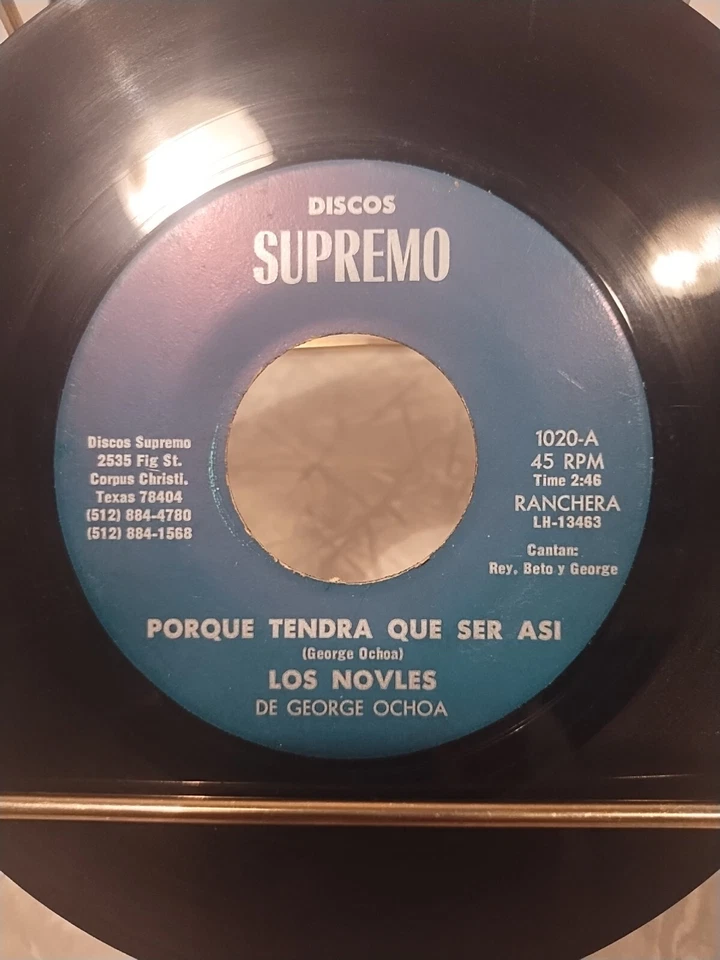 DISCOS
SUPREMO
Discos Supremo
2535 Fig St.
Corpus Christi.
Texas 78404
(512) 884-4780
(512) 884-1568
1020-A
45 RPM
Time 2:46
RANCHERA
LH-13463
Cantan:
Rey, Beto y George
PORQUE TENDRA QUE SER ASI
(George Ochoa)
LOS NOVLES
DE GEORGE OCHOA